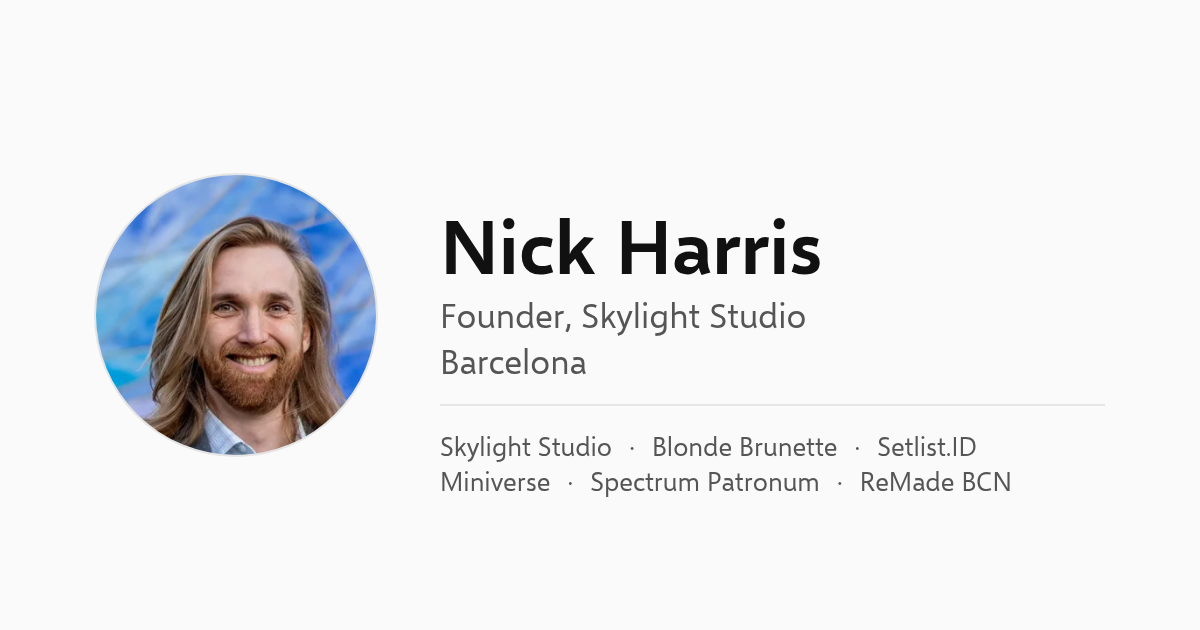 Nick Harris
Founder, Skylight Studio
Barcelona
Skylight Studio · Blonde Brunette · Setlist.ID
Miniverse · Spectrum Patronum · ReMade BCN